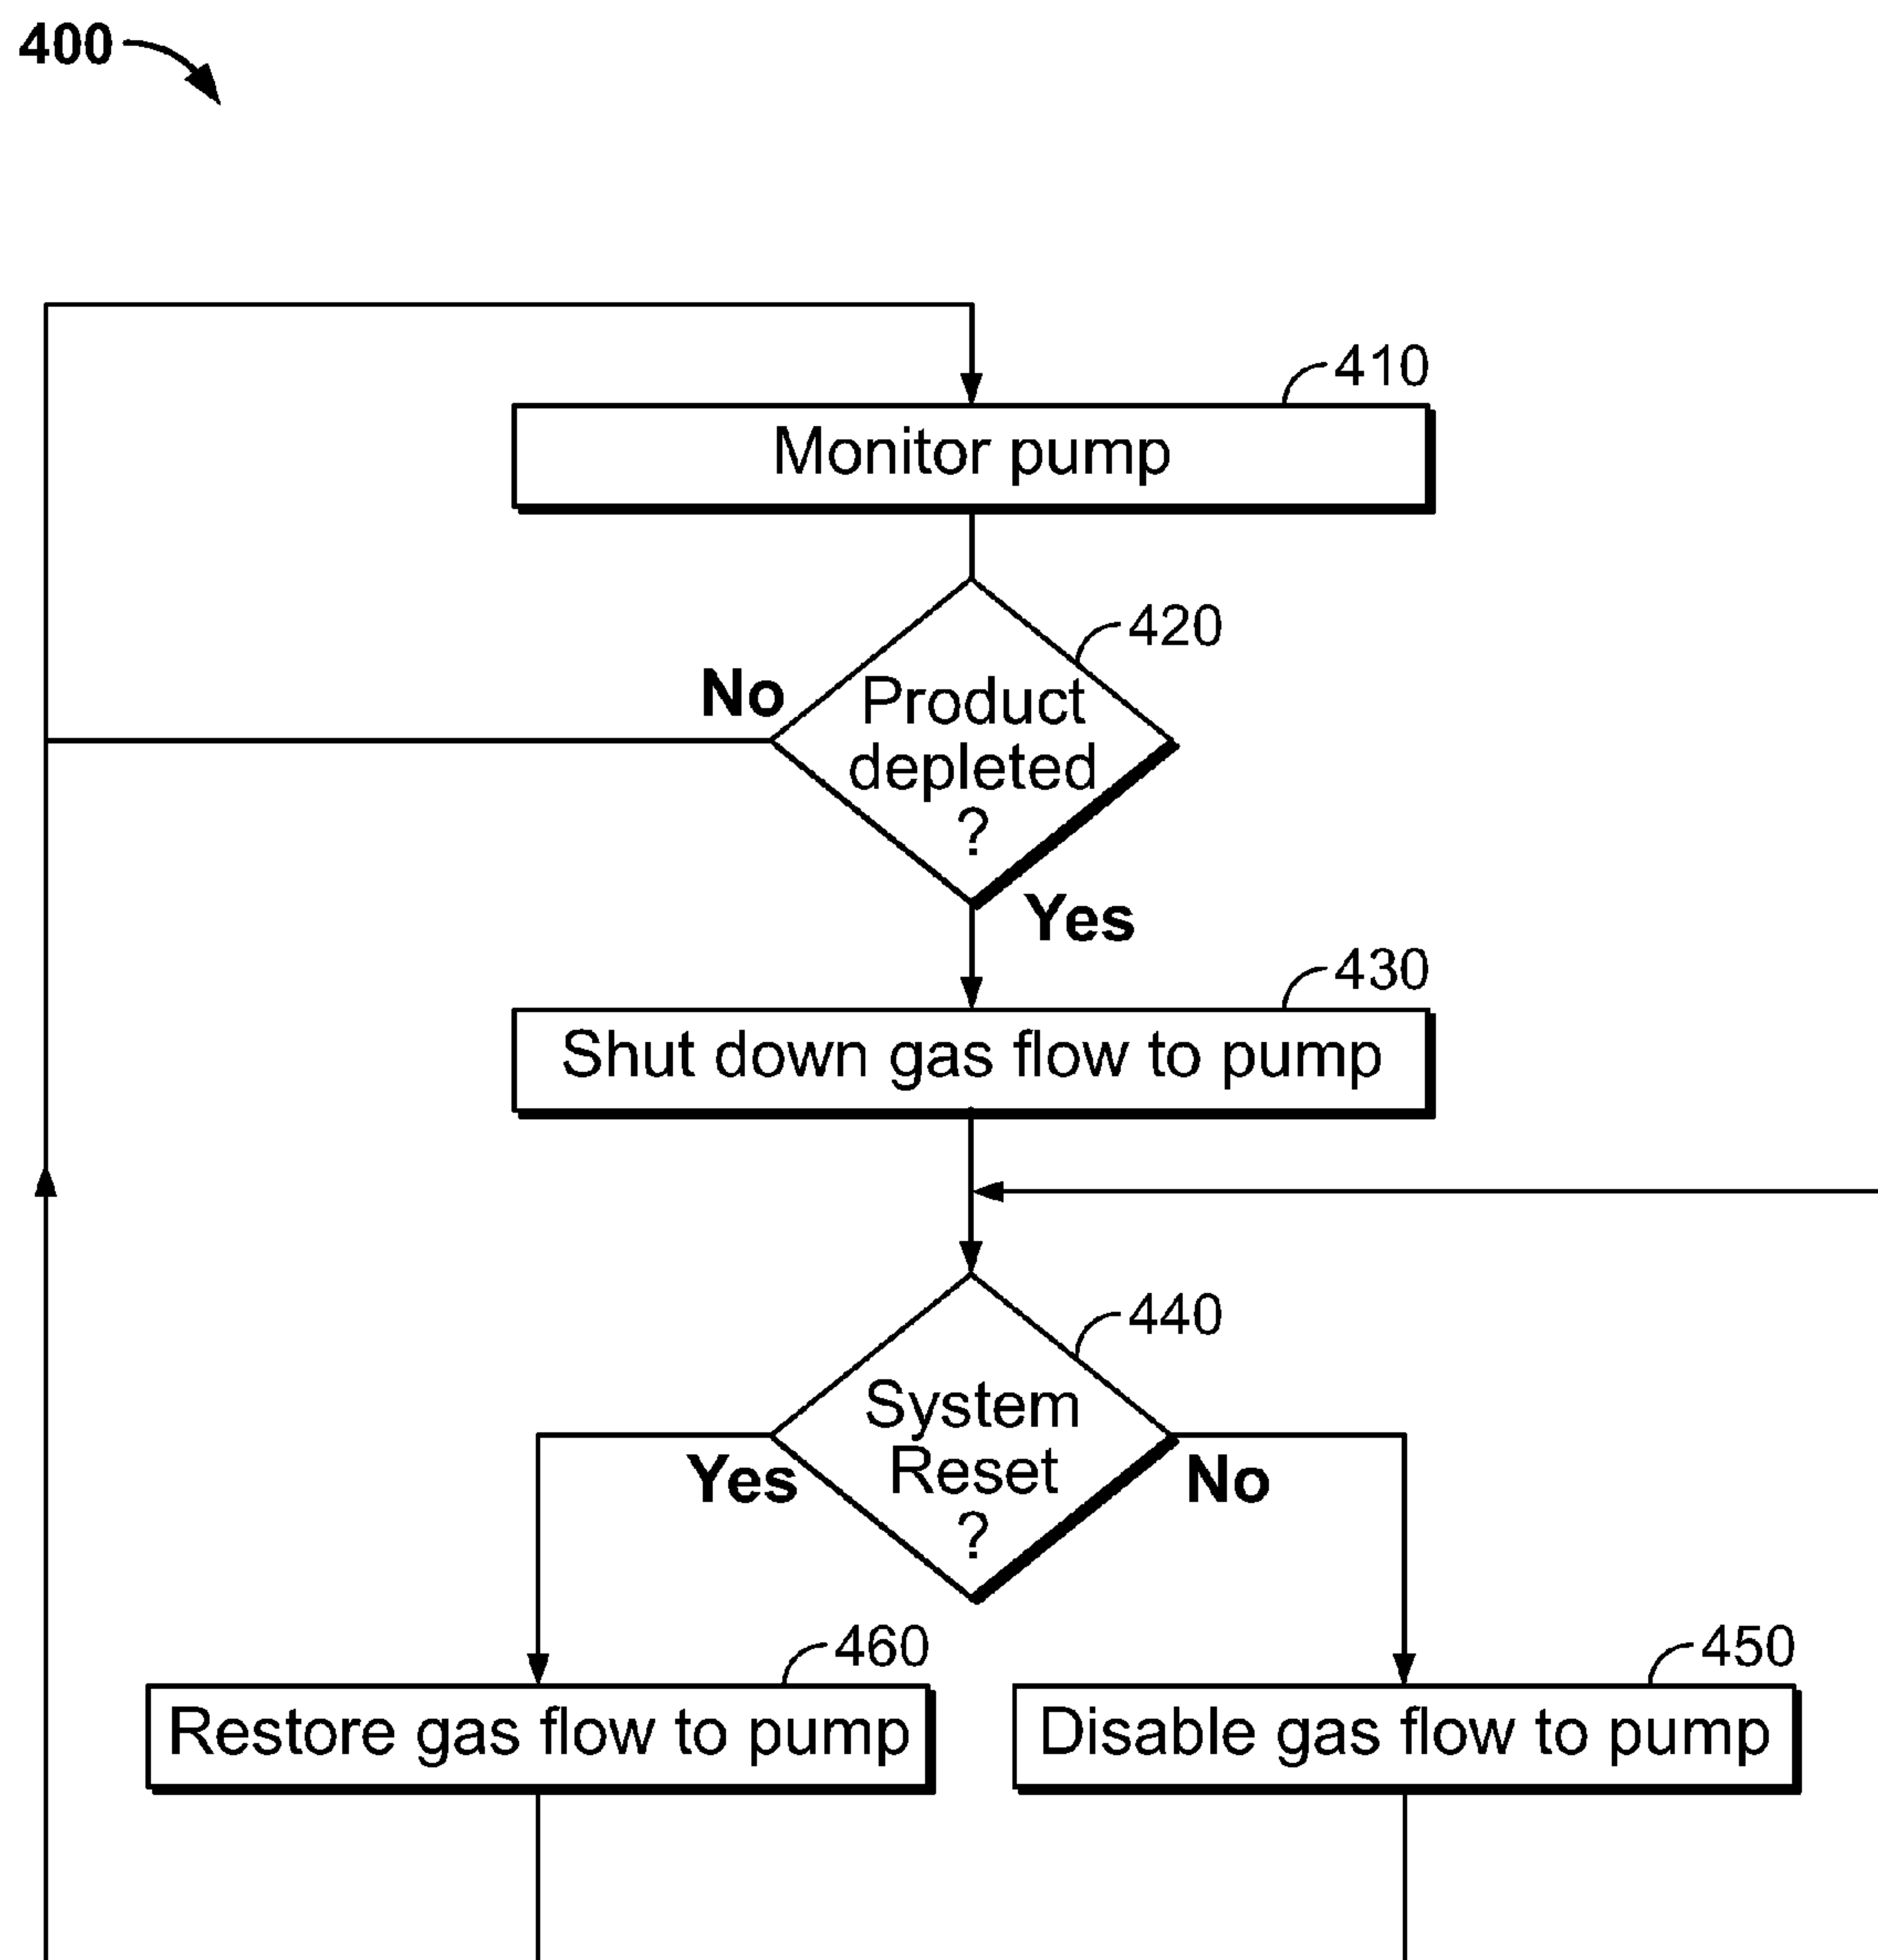 400
410
Monitor pump
420
No
Product
depleted
?
Yes
430
Shut down gas flow to pump
440
System
Reset
?
Yes
No
460
450
Restore gas flow to pump
Disable gas flow to pump